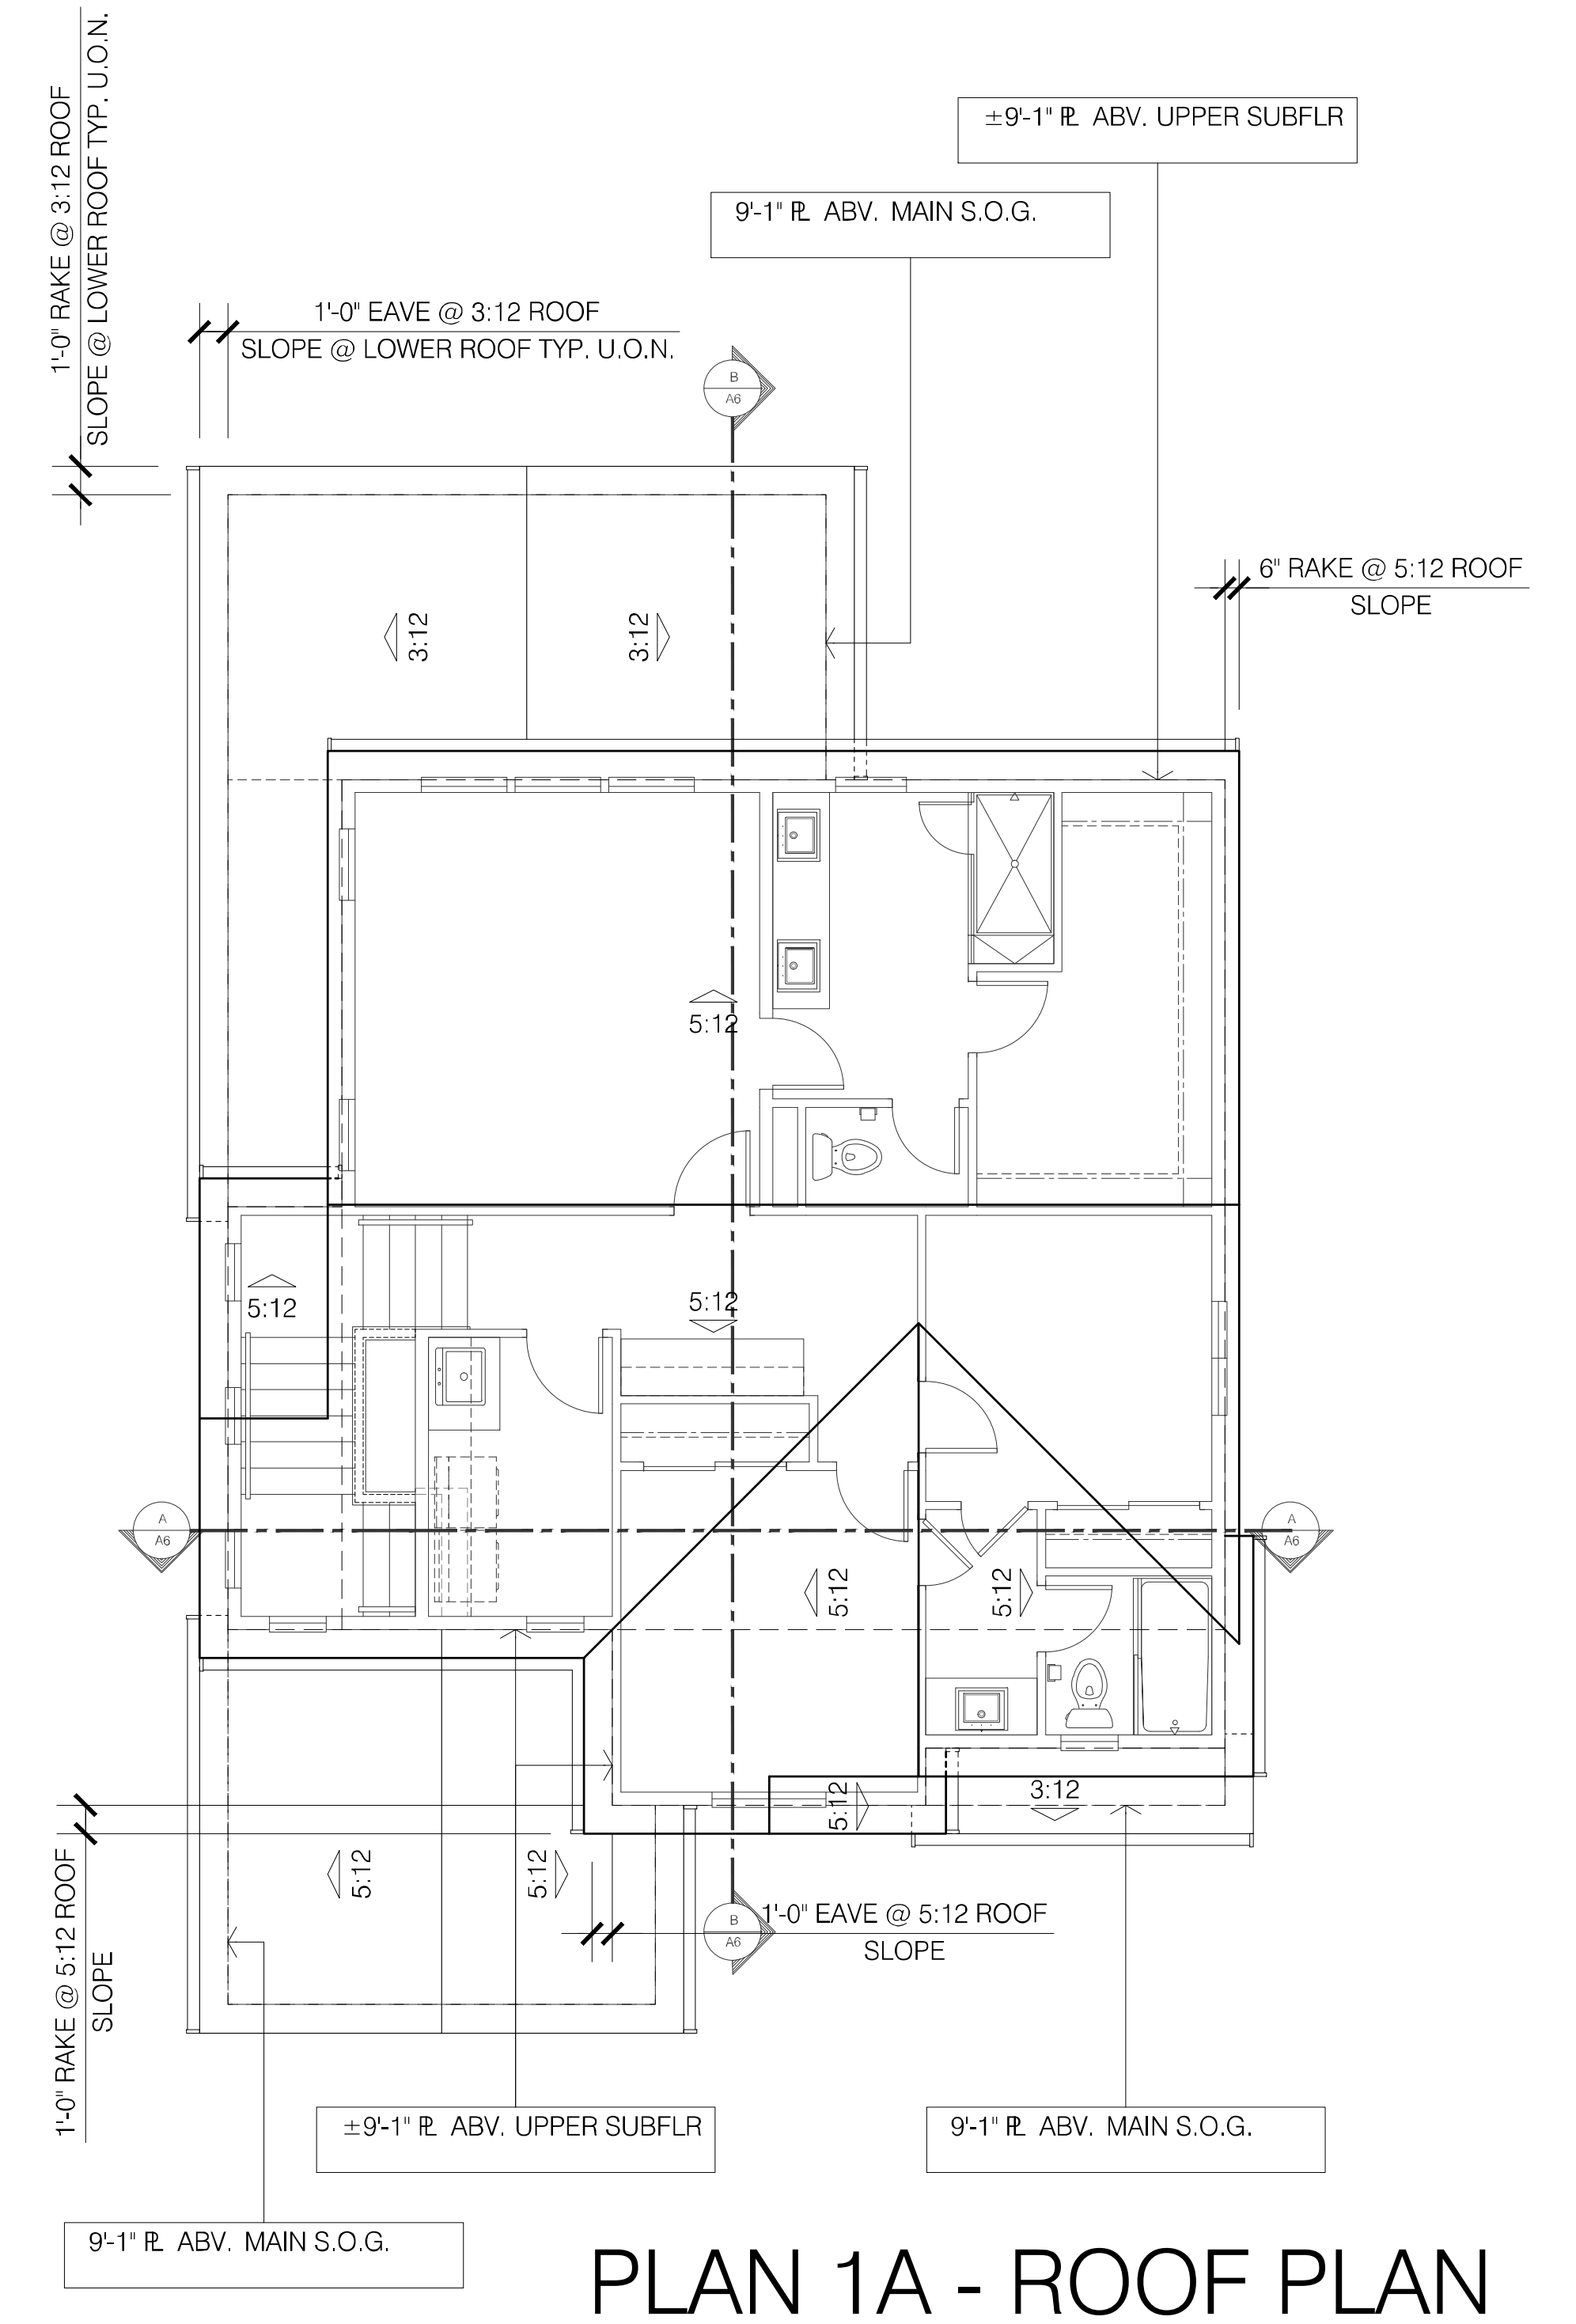 1'-0" RAKE @ 3:12 ROOF
SLOPE @ LOWER ROOF TYP. U.O.N.
±9'-1" PL ABV. UPPER SUBFLR
9'-1" PL ABV. MAIN S.O.G.
1'-0" EAVE @ 3:12 ROOF
SLOPE @ LOWER ROOF TYP. U.O.N.
B
A6
6" RAKE @ 5:12 ROOF
SLOPE
3:12
3:12
5:12
5:12
5:12
A
A6
A
A6
5:12
5:12
5:12
3:12
5:12
5:12
1'-0" RAKE @ 5:12 ROOF
SLOPE
B
A6
1'-0" EAVE @ 5:12 ROOF
SLOPE
±9'-1" PL ABV. UPPER SUBFLR
9'-1" PL ABV. MAIN S.O.G.
9'-1" PL ABV. MAIN S.O.G.
PLAN 1A - ROOF PLAN